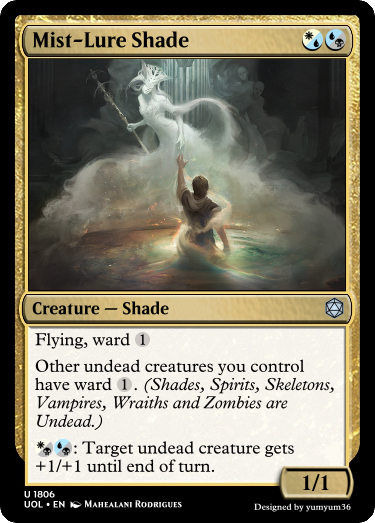 Mist-Lure Shade
Creature — Shade
Flying, ward 1
Other undead creatures you control
have ward 1. (Shades, Spirits, Skeletons,
Vampires, Wraiths and Zombies are
Undead.)
: Target undead creature gets
+1/+1 until end of turn.
1/1
U 1806
UOL • EN Mahealani Rodrigues
Designed by yumyum36